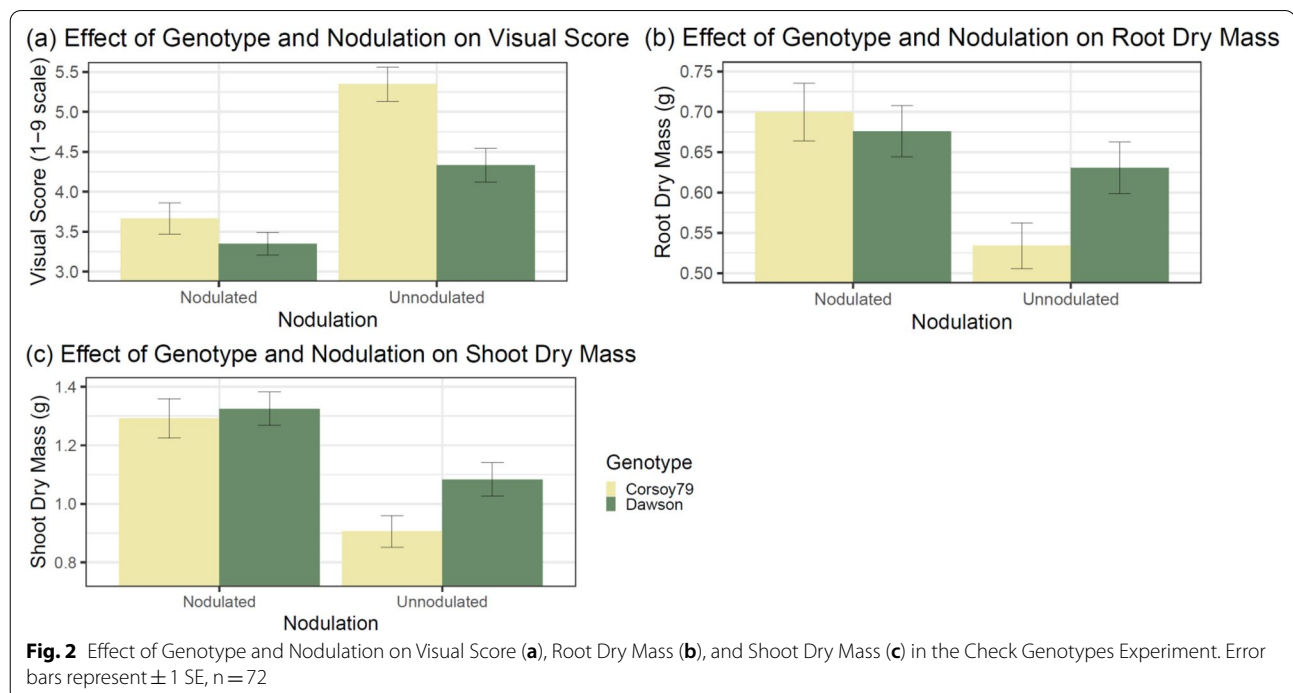 (a) Effect of Genotype and Nodulation on Visual Score
Visual Score (1−9 scale)
5.5
5.0
4.5
4.0
3.5
3.0
Nodulated
Unnodulated
Nodulation
(b) Effect of Genotype and Nodulation on Root Dry Mass
Root Dry Mass (g)
0.75
0.70
0.65
0.60
0.55
0.50
Nodulated
Unnodulated
Nodulation
(c) Effect of Genotype and Nodulation on Shoot Dry Mass
Shoot Dry Mass (g)
1.4
1.2
1.0
0.8
Nodulated
Unnodulated
Nodulation
Genotype
Corsoy79
Dawson
Fig. 2 Effect of Genotype and Nodulation on Visual Score (a), Root Dry Mass (b), and Shoot Dry Mass (c) in the Check Genotypes Experiment. Error
bars represent ± 1 SE, n = 72